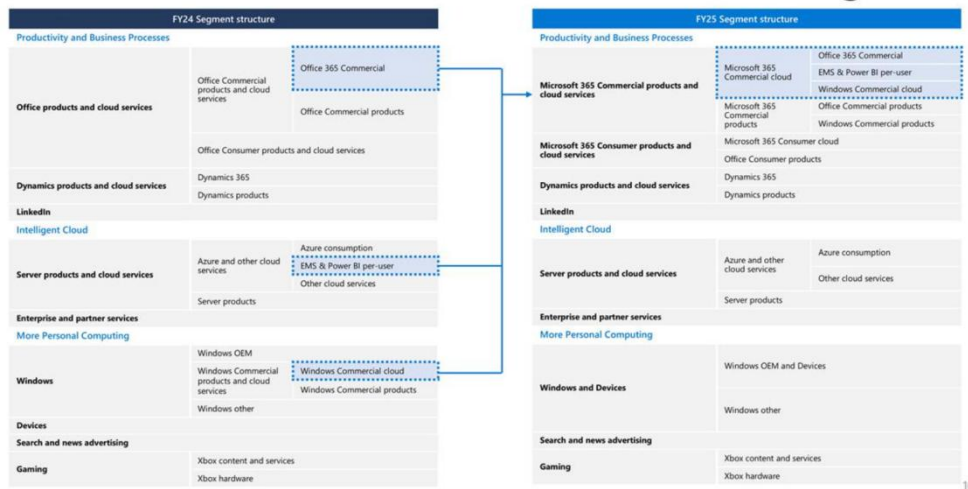 FY24 Segment structure
Productivity and Business Processes
Office products and cloud services
Office Commercial
products and cloud
services
Office 365 Commercial
Office Commercial products
Office Consumer products and cloud services
Dynamics products and cloud services
Dynamics 365
Dynamics products
LinkedIn
Intelligent Cloud
Server products and cloud services
Azure and other cloud
services
Azure consumption
EMS & Power BI per-user
Other cloud services
Server products
Enterprise and partner services
More Personal Computing
Windows
Windows OEM
Windows Commercial
products and cloud
services
Windows Commercial cloud
Windows Commercial products
Windows other
Devices
Search and news advertising
Gaming
Xbox content and services
Xbox hardware
FY25 Segment structure
Productivity and Business Processes
Microsoft 365 Commercial products and
cloud services
Microsoft 365
Commercial cloud
Office 365 Commercial
EMS & Power BI per-user
Windows Commercial cloud
Microsoft 365
Commercial
products
Office Commercial products
Windows Commercial products
Microsoft 365 Consumer products and
cloud services
Microsoft 365 Consumer cloud
Office Consumer products
Dynamics products and cloud services
Dynamics 365
Dynamics products
LinkedIn
Intelligent Cloud
Server products and cloud services
Azure and other
cloud services
Azure consumption
Other cloud services
Server products
Enterprise and partner services
More Personal Computing
Windows and Devices
Windows OEM and Devices
Windows other
Search and news advertising
Gaming
Xbox content and services
Xbox hardware